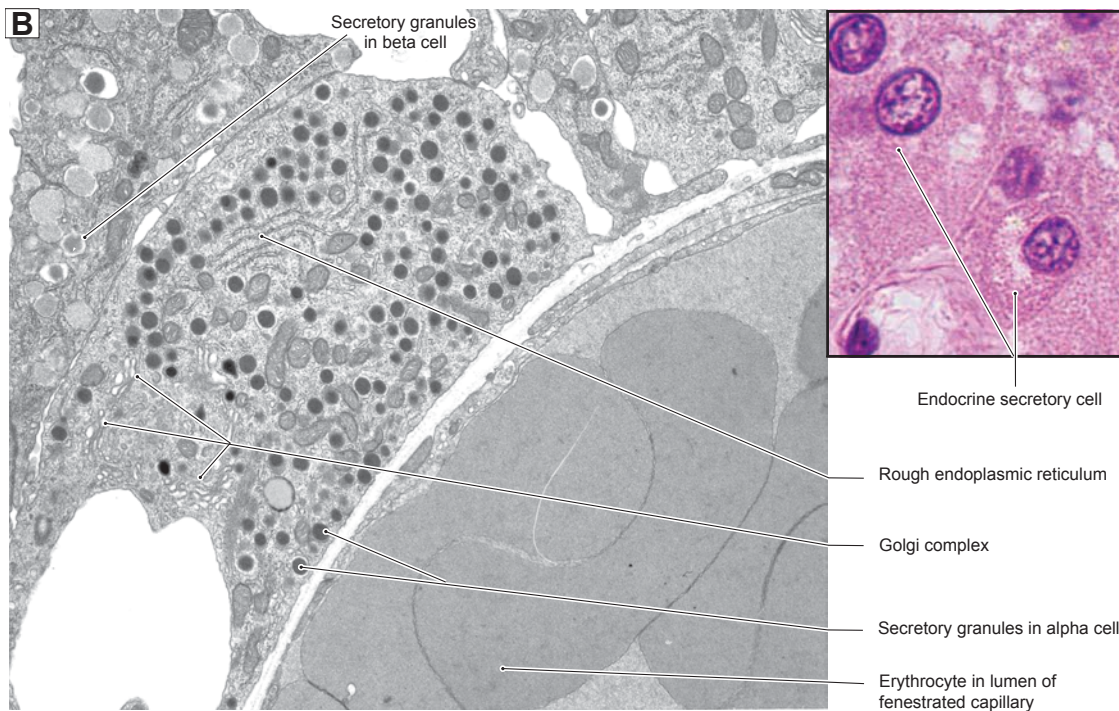 B
Secretory granules
in beta cell
Endocrine secretory cell
Rough endoplasmic reticulum
Golgi complex
Secretory granules in alpha cell
Erythrocyte in lumen of
fenestrated capillary